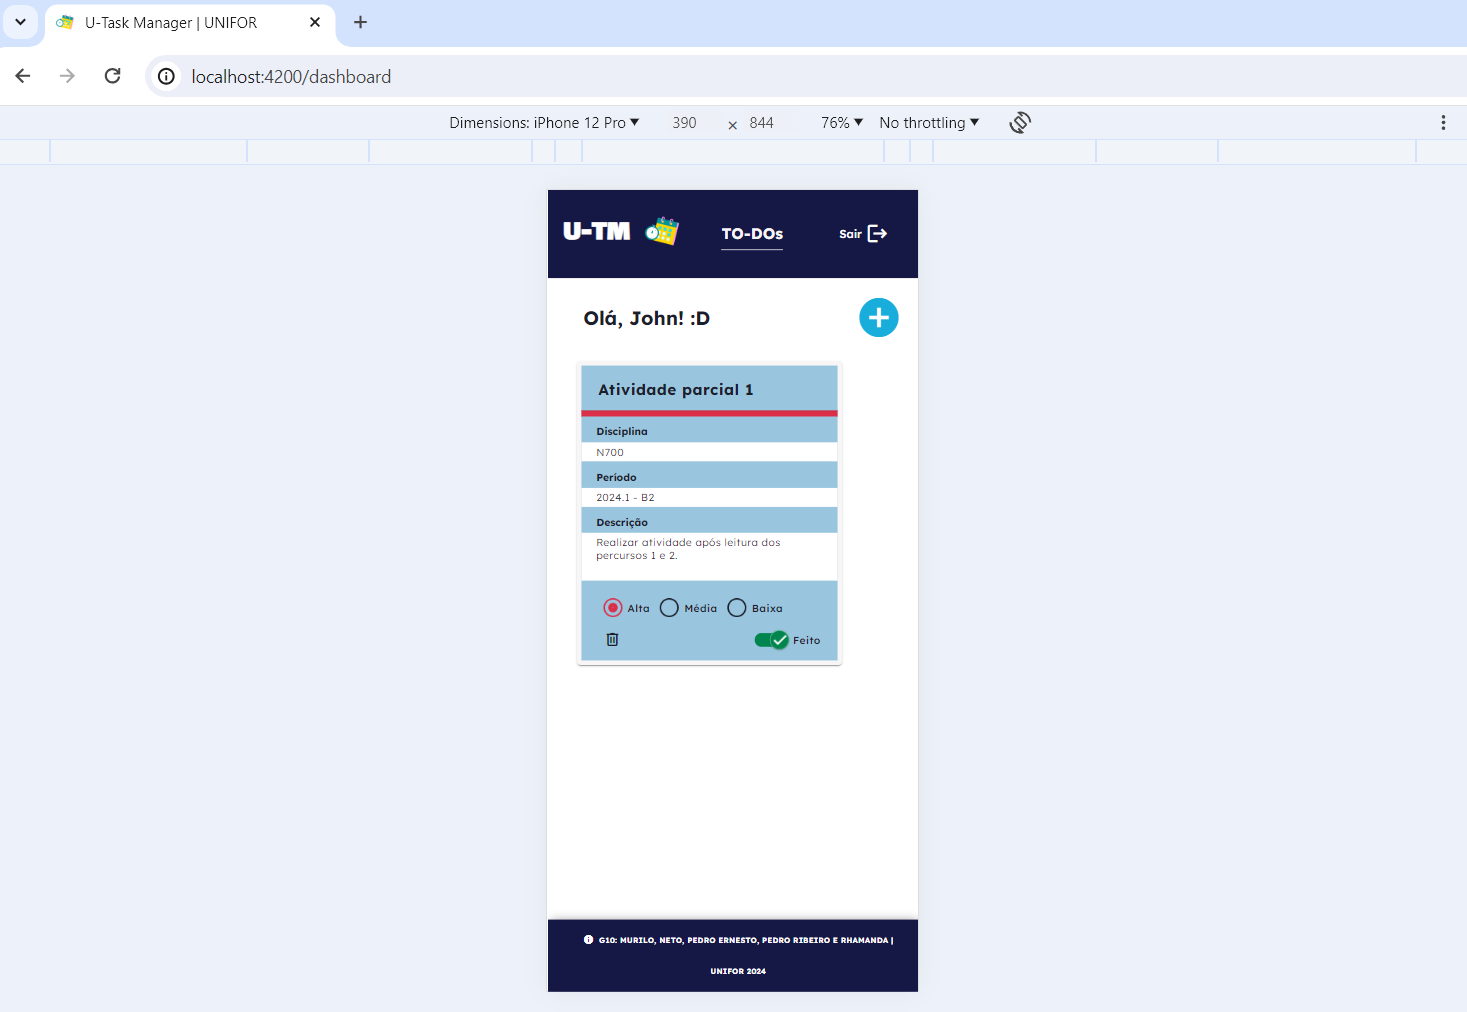 U-Task Manager | UNIFOR
localhost:4200/dashboard
Dimensions: iPhone 12 Pro 390 × 844 76% No throttling
U-TM TO-DOs Sair
Olá, John! :D
Atividade parcial 1
Disciplina
N700
Período
2024.1 - B2
Descrição
Realizar atividade após leitura dos
percursos 1 e 2.
Alta Média Baixa
Feito
G10: MURILO, NETO, PEDRO ERNESTO, PEDRO RIBEIRO E RHAMANDA |
UNIFOR 2024